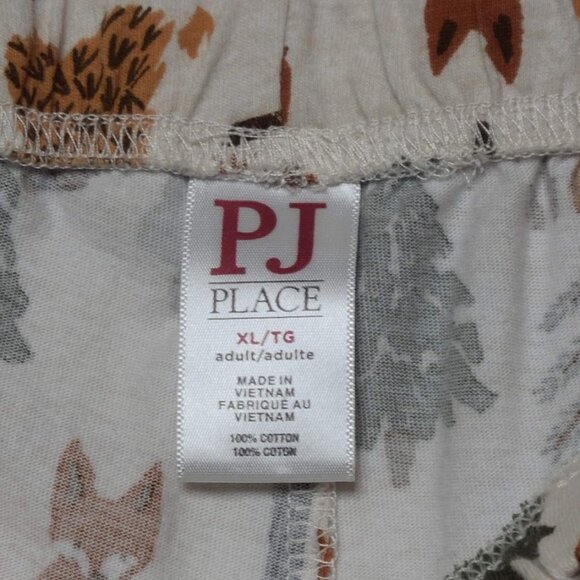 PJ
PLACE
XL/TG
adult/adulte
MADE IN
VIETNAM
FABRIQUÉ AU
VIETNAM
100% COTTON
100% COTON